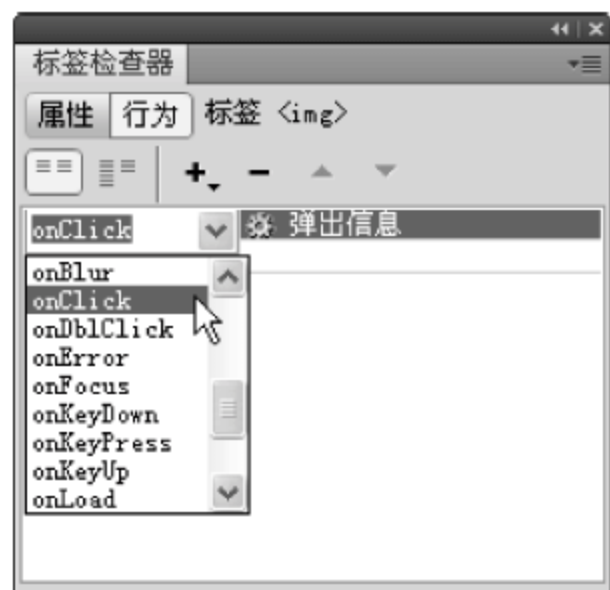 标签检查器
属性 行为 标签 <img>
onClick 弹出信息
onBlur
onClick
onDblClick
onError
onFocus
onKeyDown
onKeyPress
onKeyUp
onLoad